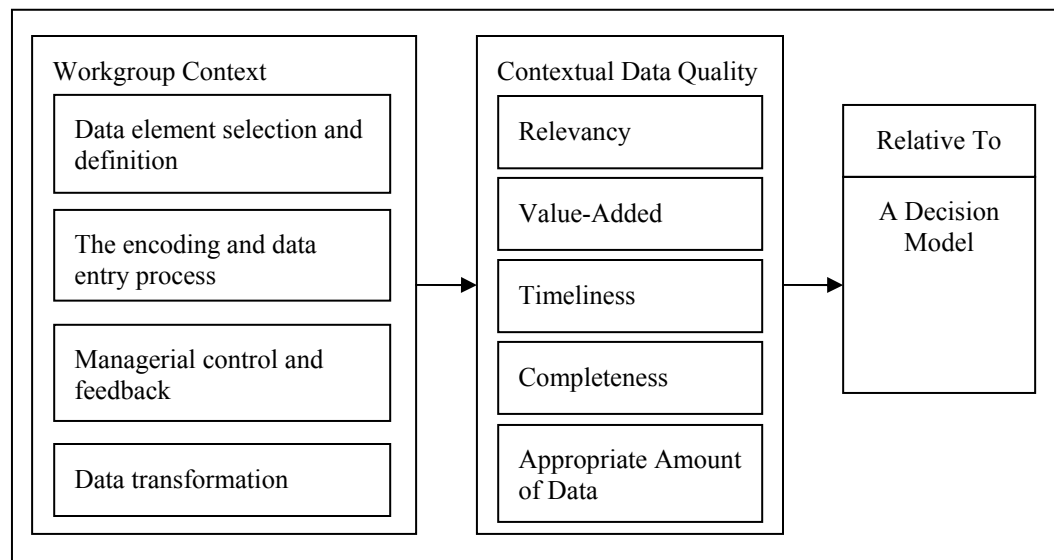 Workgroup Context
Data element selection and
definition
The encoding and data
entry process
Managerial control and
feedback
Data transformation
Contextual Data Quality
Relevancy
Value-Added
Timeliness
Completeness
Appropriate Amount
of Data
Relative To
A Decision
Model